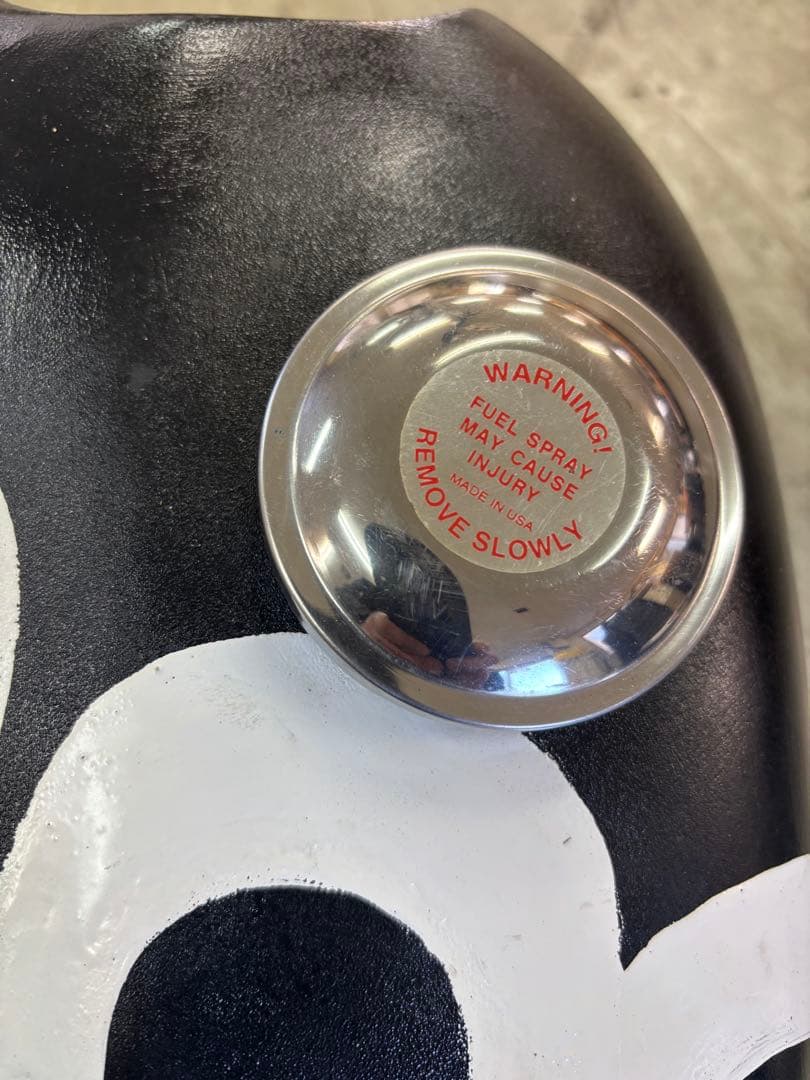 WARNING!
FUEL SPRAY
MAY CAUSE
INJURY
MADE IN USA
REMOVE SLOWLY